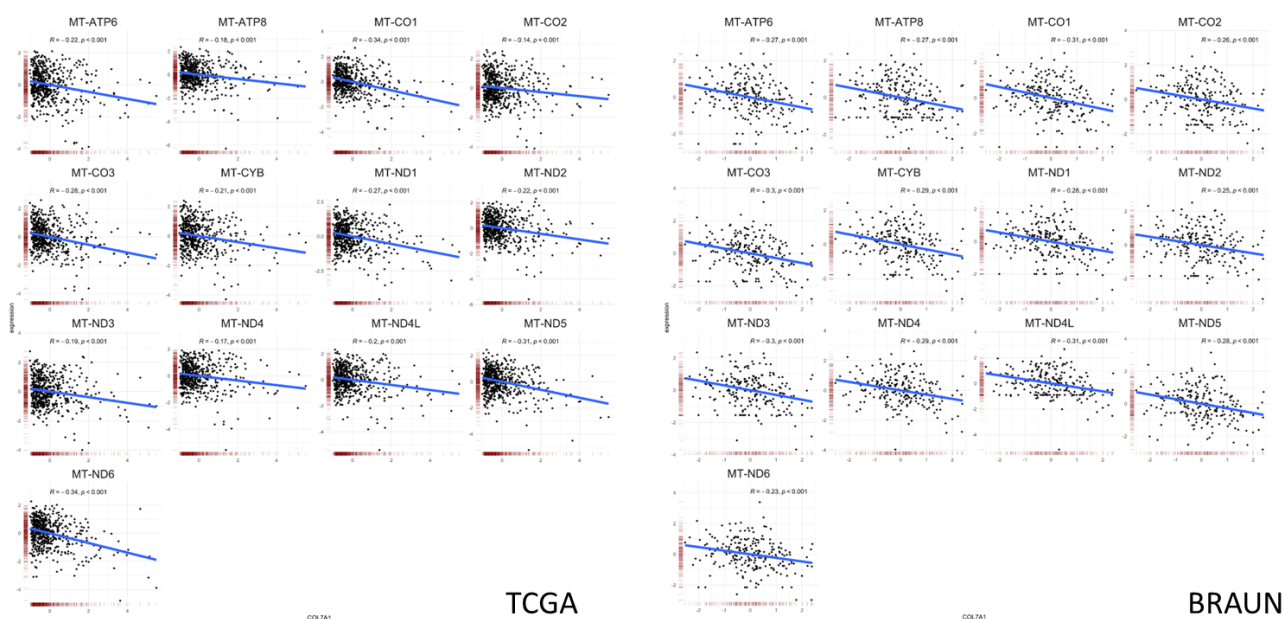 MT-ATP6 MT-ATP8 MT-CO1 MT-CO2
R = − 0.22, p < 0.001 R = − 0.18, p < 0.001 R = − 0.34, p < 0.001 R = − 0.14, p < 0.001
MT-CO3 MT-CYB MT-ND1 MT-ND2
R = − 0.28, p < 0.001 R = − 0.21, p < 0.001 R = − 0.27, p < 0.001 R = − 0.22, p < 0.001
expression
MT-ND3 MT-ND4 MT-ND4L MT-ND5
R = − 0.19, p < 0.001 R = − 0.17, p < 0.001 R = − 0.2, p < 0.001 R = − 0.31, p < 0.001
MT-ND6
R = − 0.34, p < 0.001
0 2 4
COL7A1
TCGA
MT-ATP6 MT-ATP8 MT-CO1 MT-CO2
R = − 0.27, p < 0.001 R = − 0.27, p < 0.001 R = − 0.31, p < 0.001 R = − 0.26, p < 0.001
MT-CO3 MT-CYB MT-ND1 MT-ND2
R = − 0.3, p < 0.001 R = − 0.29, p < 0.001 R = − 0.28, p < 0.001 R = − 0.25, p < 0.001
expression
MT-ND3 MT-ND4 MT-ND4L MT-ND5
R = − 0.3, p < 0.001 R = − 0.29, p < 0.001 R = − 0.31, p < 0.001 R = − 0.28, p < 0.001
MT-ND6
R = − 0.23, p < 0.001
-2 -1 0 1 2
COL7A1
BRAUN